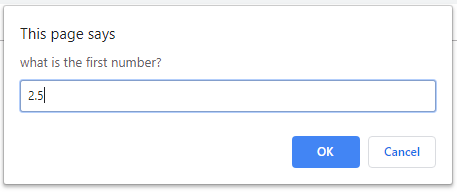 This page says
what is the first number?
2.5
OK Cancel